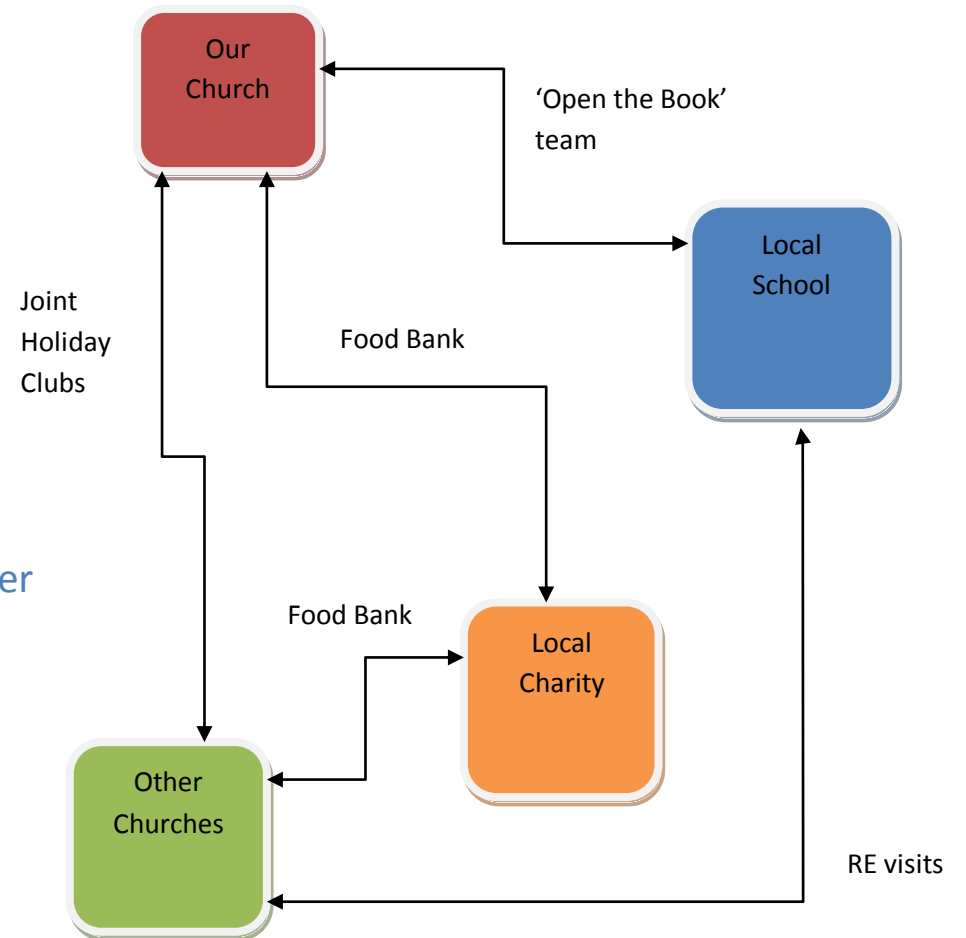 Our
Church
'Open the Book'
team
Local
School
Joint
Holiday
Clubs
Food Bank
er
Food Bank
Local
Charity
Other
Churches
RE visits